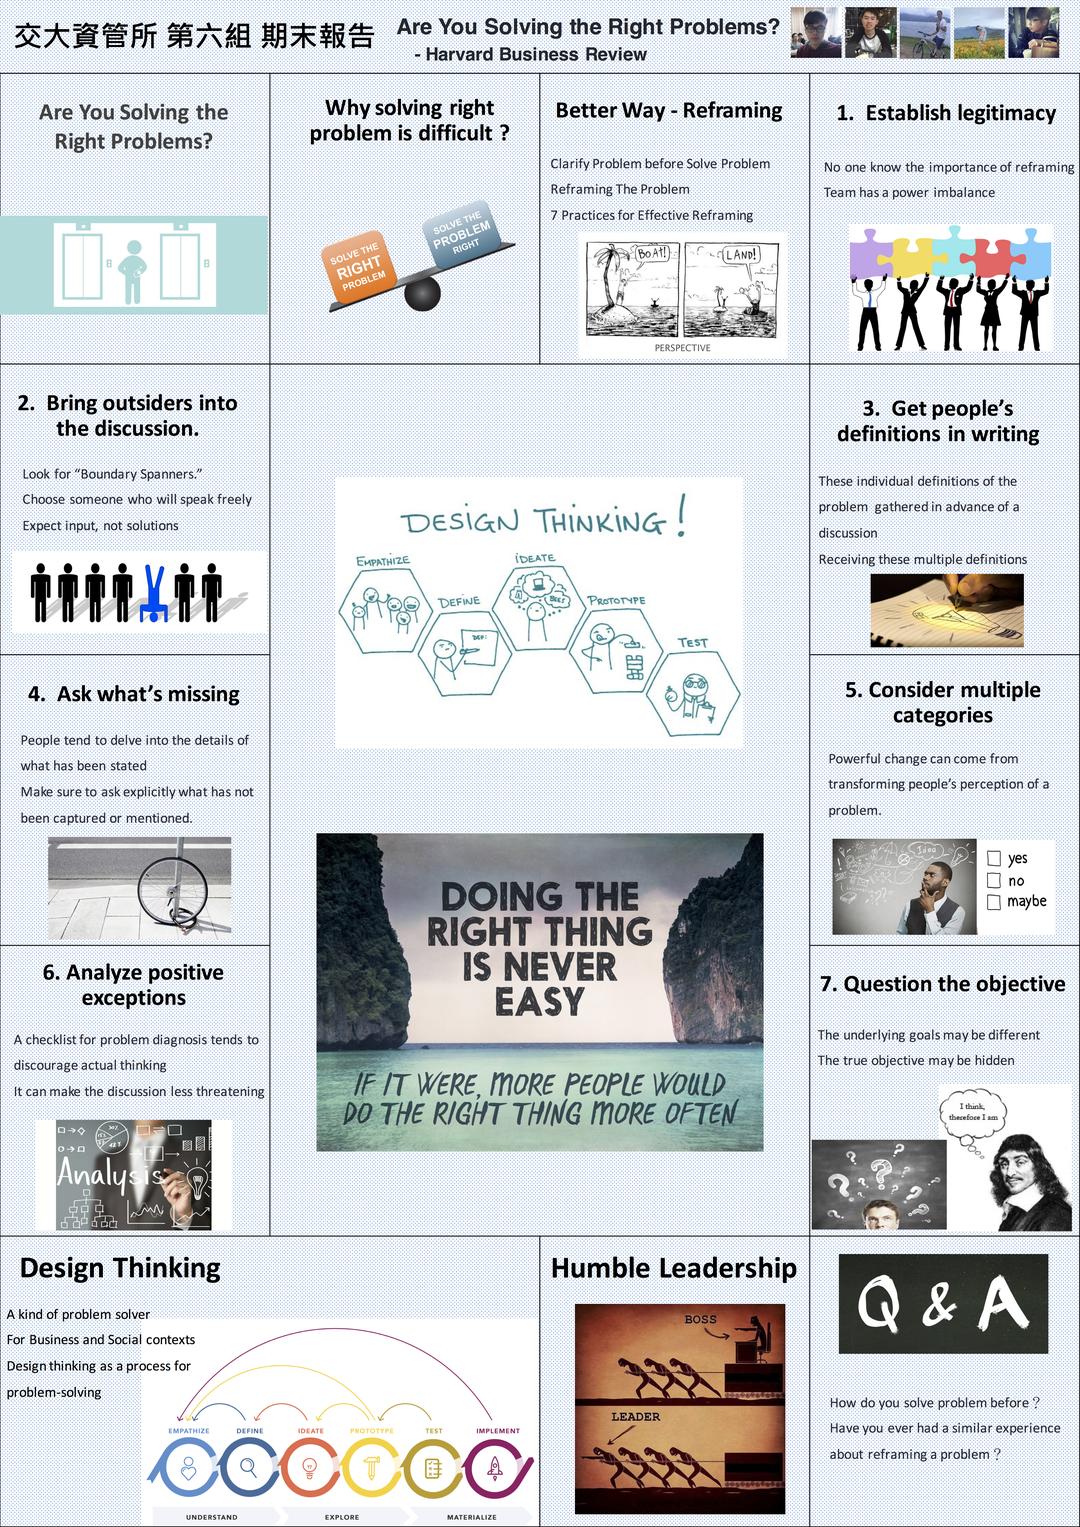 交大資管所 第六組 期末報告
Are You Solving the Right Problems?
- Harvard Business Review
Are You Solving the
Right Problems?
Why solving right
problem is difficult ?
SOLVE THE
RIGHT
PROBLEM
SOLVE THE
PROBLEM
RIGHT
Better Way - Reframing
Clarify Problem before Solve Problem
Reframing The Problem
7 Practices for Effective Reframing
BOAT!
LAND!
PERSPECTIVE
1. Establish legitimacy
No one know the importance of reframing
Team has a power imbalance
2. Bring outsiders into
the discussion.
Look for “Boundary Spanners.”
Choose someone who will speak freely
Expect input, not solutions
DESIGN THINKING!
EMPATHIZE
DEFINE
DEF:
IDEATE
PROTOTYPE
TEST
3. Get people’s
definitions in writing
These individual definitions of the
problem gathered in advance of a
discussion
Receiving these multiple definitions
4. Ask what’s missing
People tend to delve into the details of
what has been stated
Make sure to ask explicitly what has not
been captured or mentioned.
5. Consider multiple
categories
Powerful change can come from
transforming people’s perception of a
problem.
Idea
yes
no
maybe
DOING THE
RIGHT THING
IS NEVER
EASY
IF IT WERE, MORE PEOPLE WOULD
DO THE RIGHT THING MORE OFTEN
6. Analyze positive
exceptions
A checklist for problem diagnosis tends to
discourage actual thinking
It can make the discussion less threatening
30%
Analysis
7. Question the objective
The underlying goals may be different
The true objective may be hidden
I think,
therefore I am
Design Thinking
A kind of problem solver
For Business and Social contexts
Design thinking as a process for
problem-solving
EMPATHIZE
DEFINE
IDEATE
PROTOTYPE
TEST
IMPLEMENT
UNDERSTAND
EXPLORE
MATERIALIZE
Humble Leadership
BOSS
LEADER
Q & A
How do you solve problem before？
Have you ever had a similar experience
about reframing a problem？